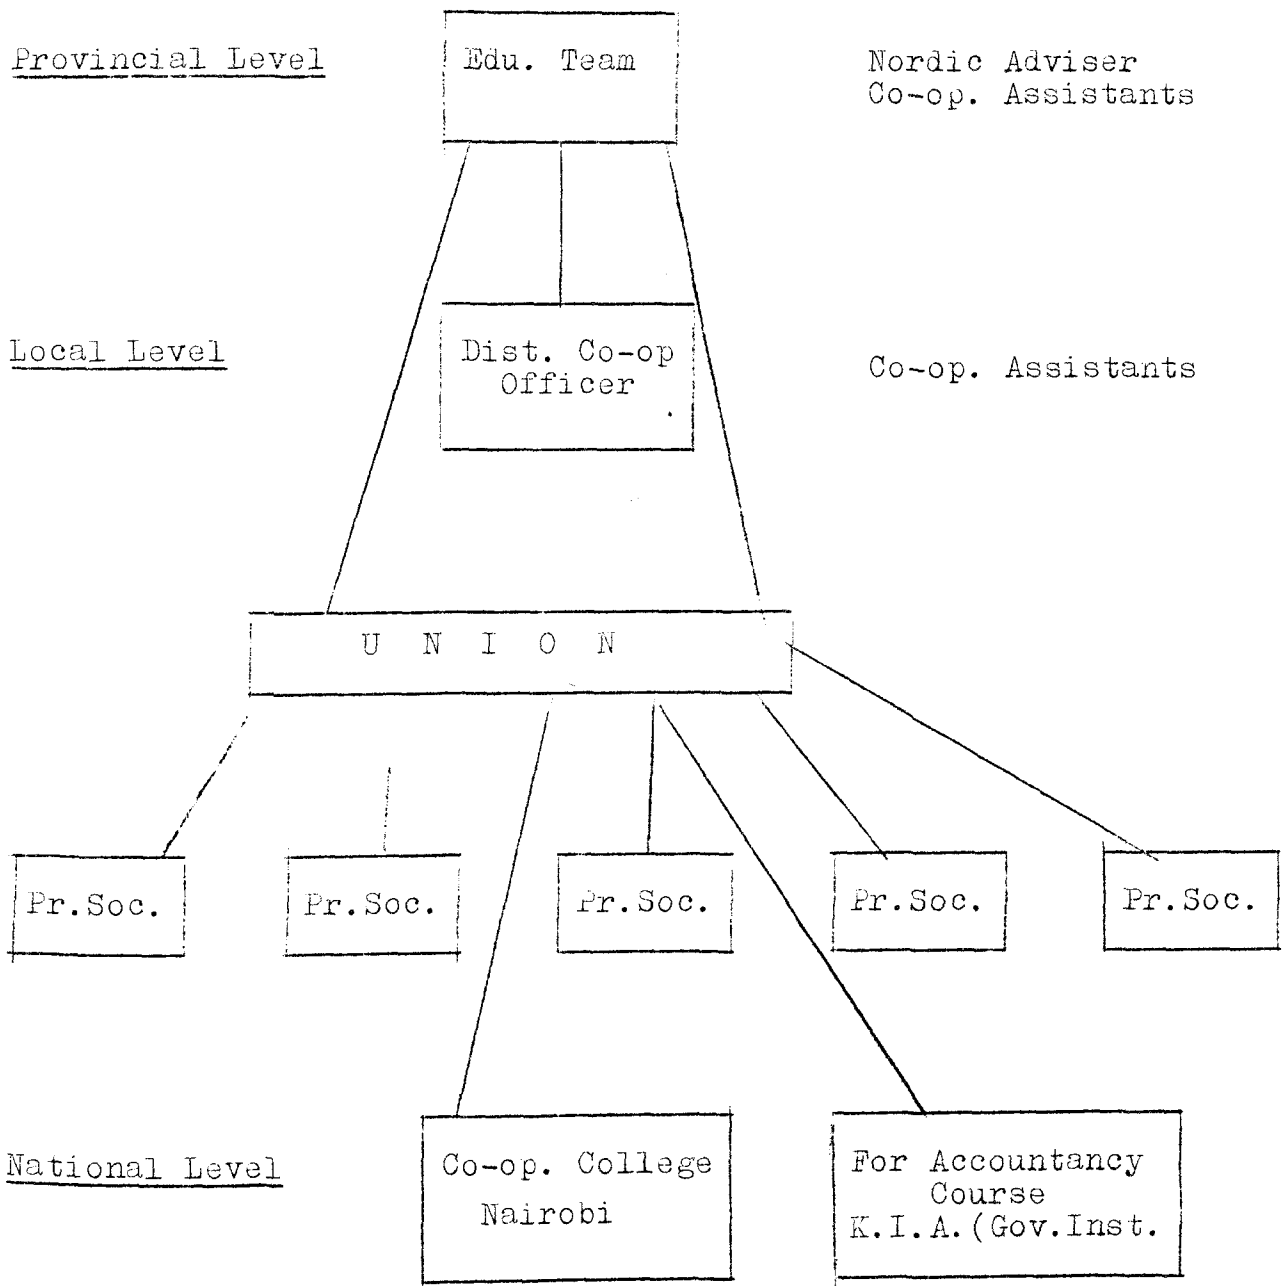 Provincial Level
Edu. Team
Nordic Adviser
Co-op. Assistants
Local Level
Dist. Co-op
Officer
Co-op. Assistants
U N I O N
Pr.Soc.
Pr.Soc.
Pr.Soc.
Pr.Soc.
Pr.Soc.
National Level
Co-op. College
Nairobi
For Accountancy
Course
K.I.A.(Gov.Inst.